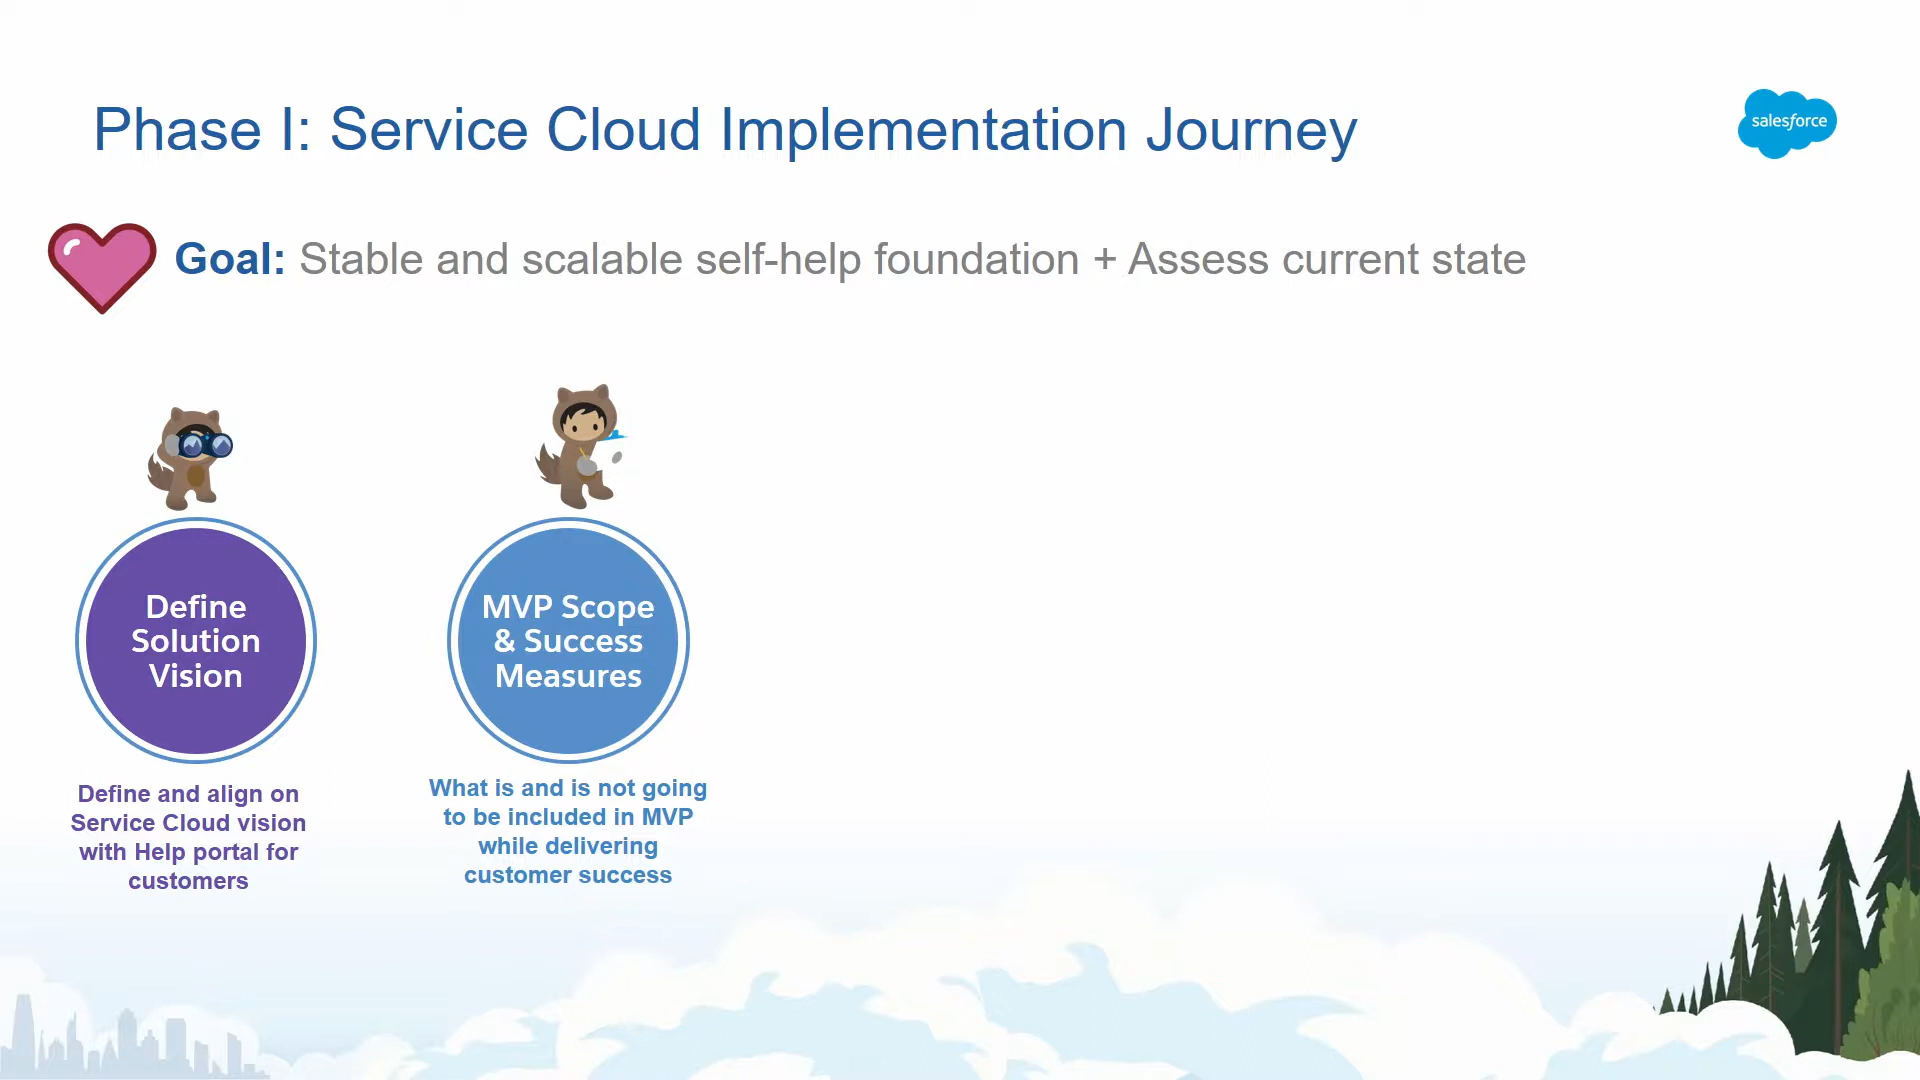 Phase I: Service Cloud Implementation Journey
salesforce
Goal: Stable and scalable self-help foundation + Assess current state
Define
Solution
Vision
Define and align on
Service Cloud vision
with Help portal for
customers
MVP Scope
& Success
Measures
What is and is not going
to be included in MVP
while delivering
customer success